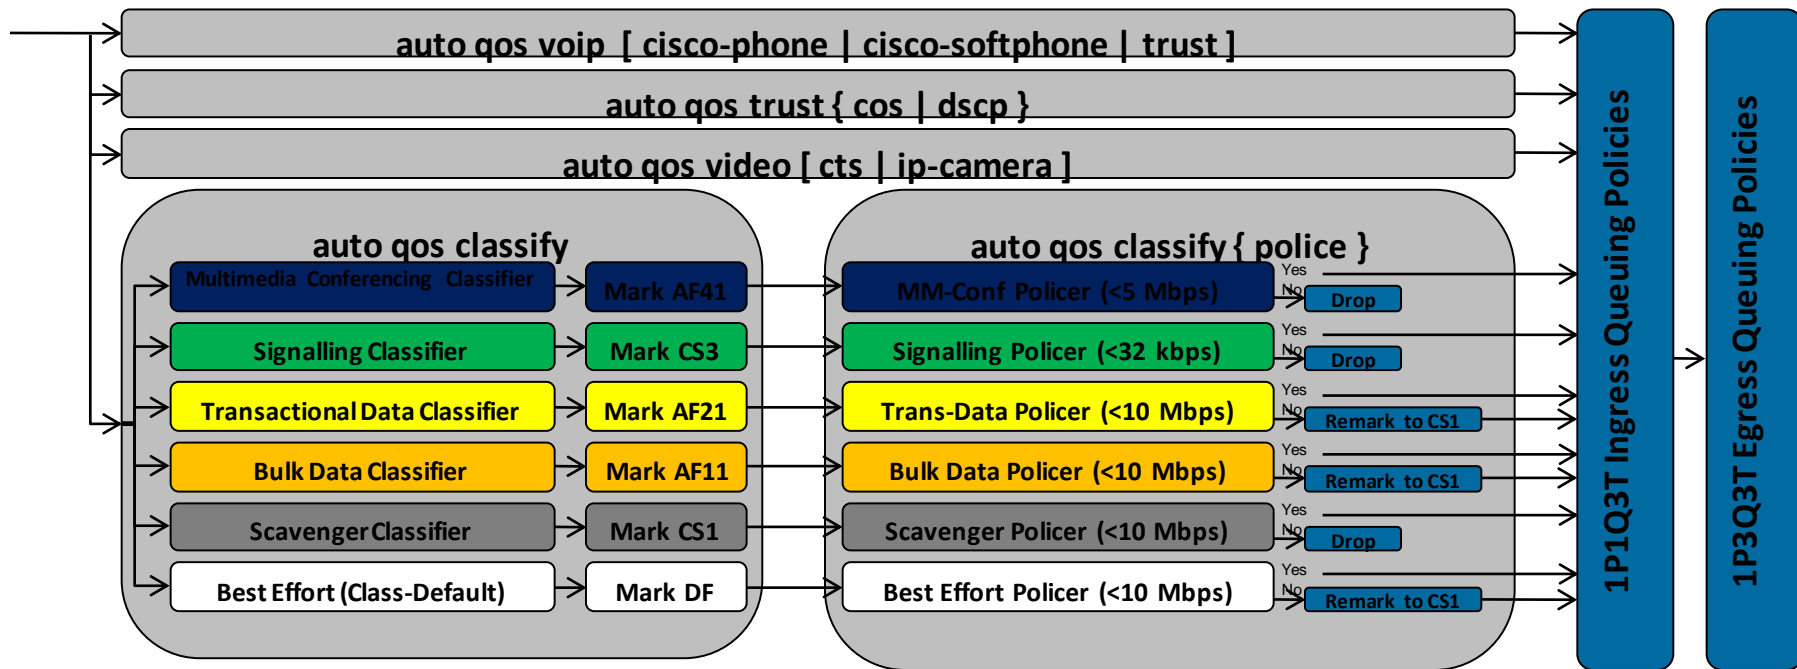 auto qos voip [ cisco-phone | cisco-softphone | trust ]
auto qos trust { cos | dscp }
auto qos video [ cts | ip-camera ]
auto qos classify
Multimedia Conferencing Classifier
Mark AF41
Signalling Classifier
Mark CS3
Transactional Data Classifier
Mark AF21
Bulk Data Classifier
Mark AF11
Scavenger Classifier
Mark CS1
Best Effort (Class-Default)
Mark DF
auto qos classify { police }
MM-Conf Policer (<5 Mbps)
Yes
No
Drop
Signalling Policer (<32 kbps)
Yes
No
Drop
Trans-Data Policer (<10 Mbps)
Yes
No
Remark to CS1
Bulk Data Policer (<10 Mbps)
Yes
No
Remark to CS1
Scavenger Policer (<10 Mbps)
Yes
No
Drop
Best Effort Policer (<10 Mbps)
Yes
No
Remark to CS1
1P1Q3T Ingress Queuing Policies
1P3Q3T Egress Queuing Policies